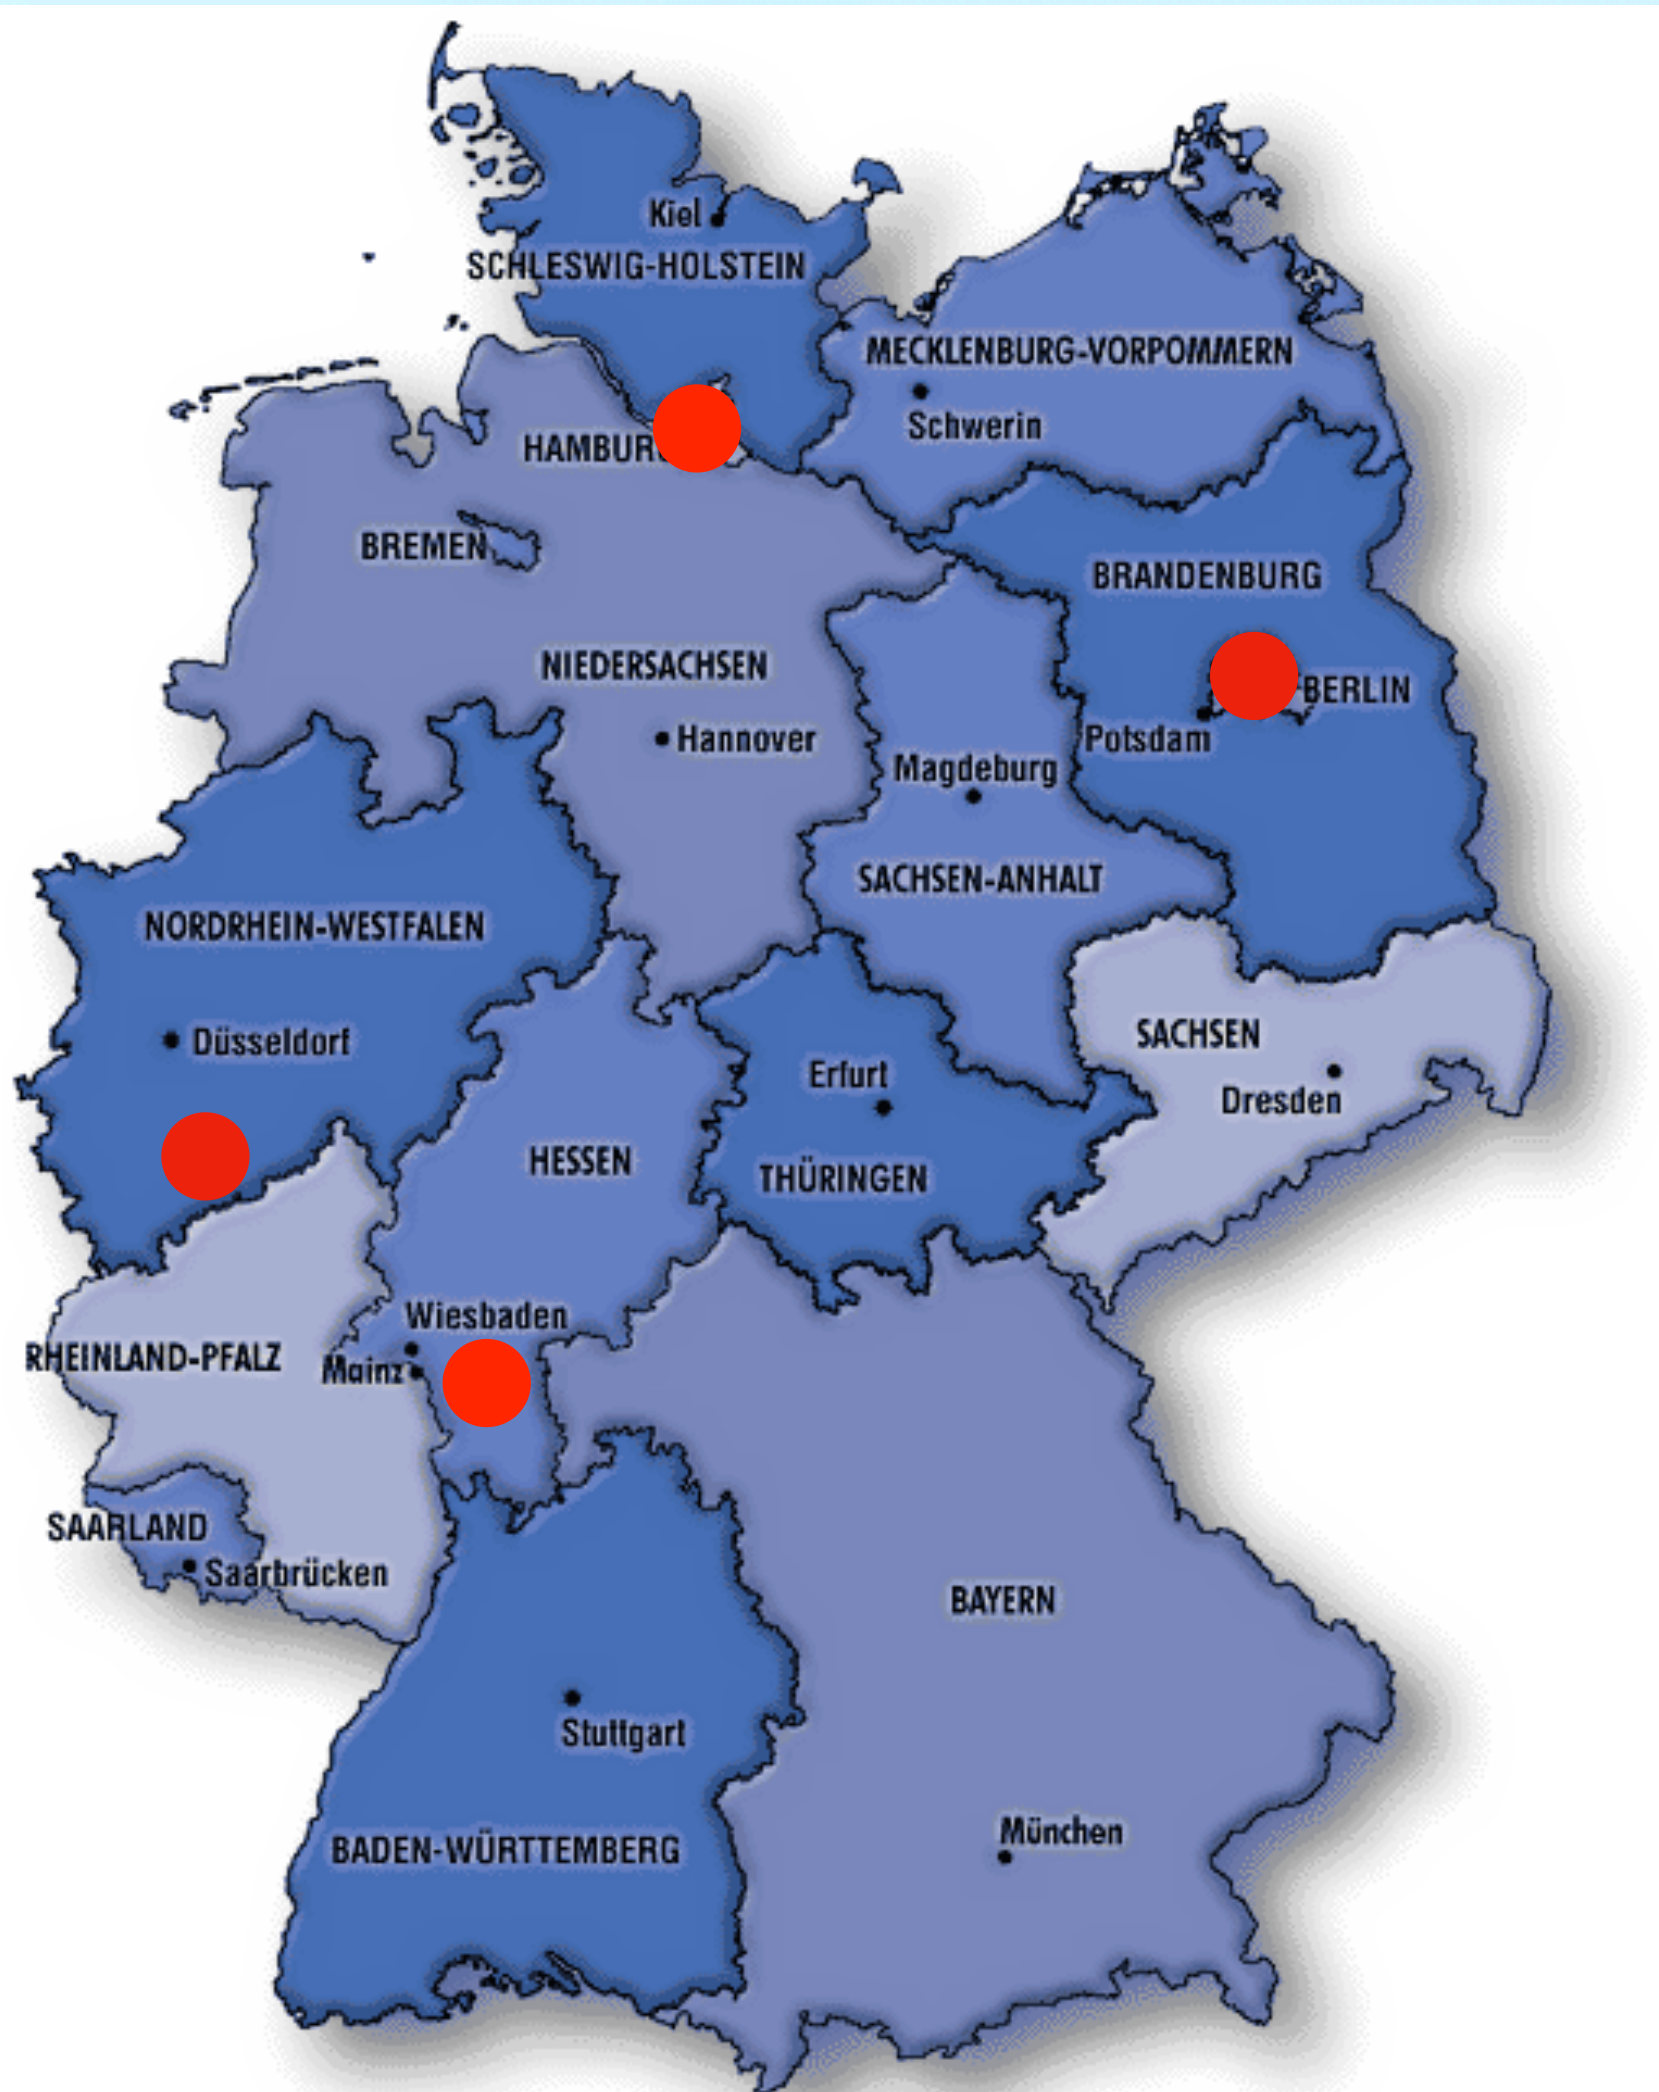 Kiel
SCHLESWIG-HOLSTEIN
MECKLENBURG-VORPOMMERN
Schwerin
HAMBUR
BREMEN
BRANDENBURG
NIEDERSACHSEN
BERLIN
Hannover
Potsdam
Magdeburg
SACHSEN-ANHALT
NORDRHEIN-WESTFALEN
Düsseldorf
SACHSEN
Erfurt
Dresden
HESSEN
THÜRINGEN
Wiesbaden
RHEINLAND-PFALZ
Mainz
SAARLAND
Saarbrücken
BAYERN
Stuttgart
München
BADEN-WÜRTTEMBERG